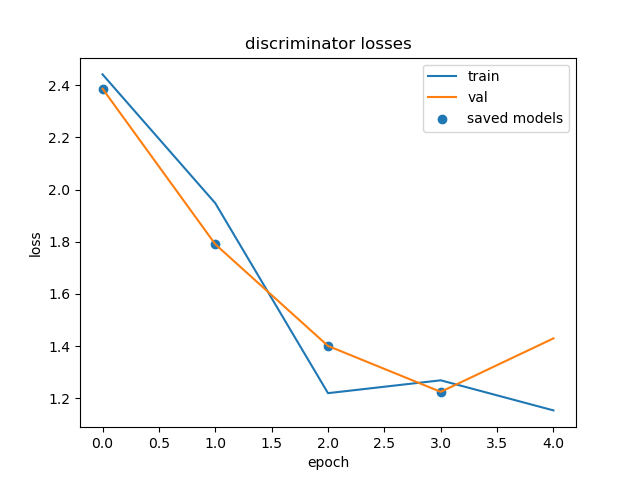 discriminator losses
train
val
saved models
2.4
2.2
2.0
1.8
1.6
1.4
1.2
loss
0.0 0.5 1.0 1.5 2.0 2.5 3.0 3.5 4.0
epoch